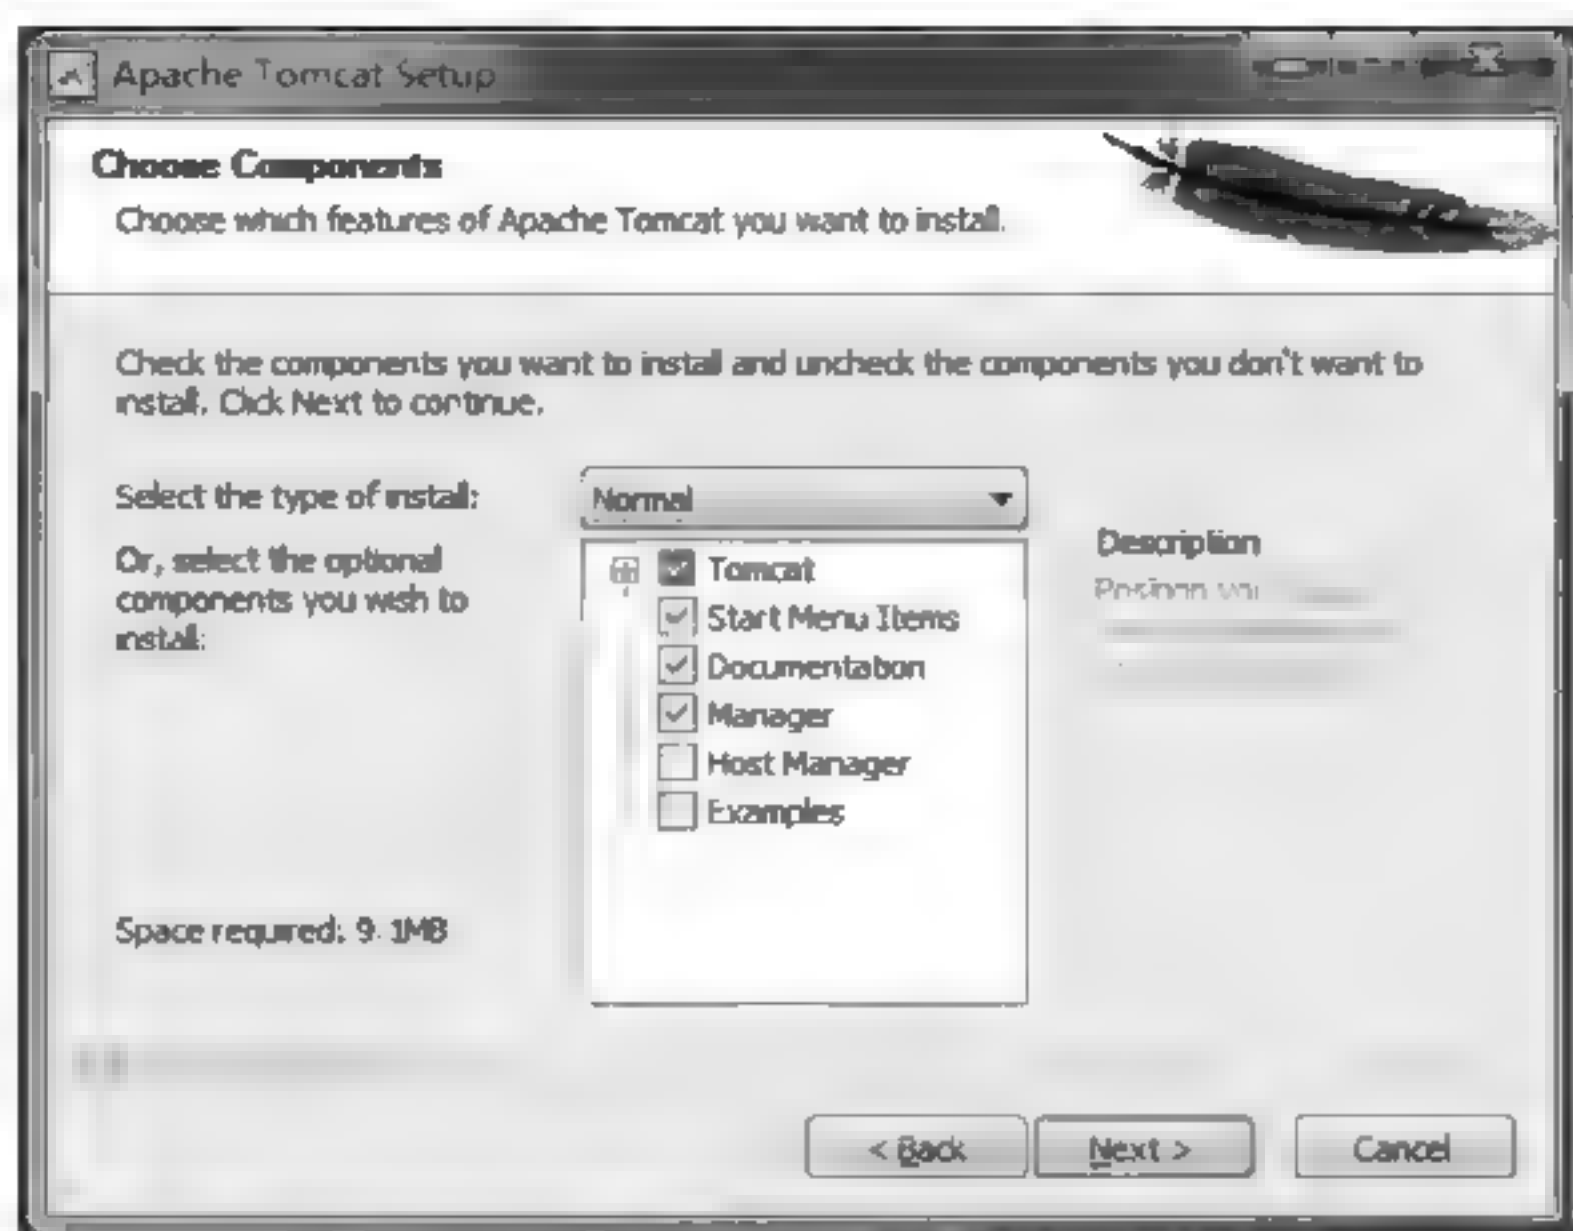 Apache Tomcat Setup
Choose Components
Choose which features of Apache Tomcat you want to install.
Check the components you want to install and uncheck the components you don't want to
install. Click Next to continue.
Select the type of install:
Normal
Or, select the optional
components you wish to
install:
Tomcat
Start Menu Items
Documentation
Manager
Host Manager
Examples
Description
Position you
Space required: 9.1MB
< Back
Next >
Cancel